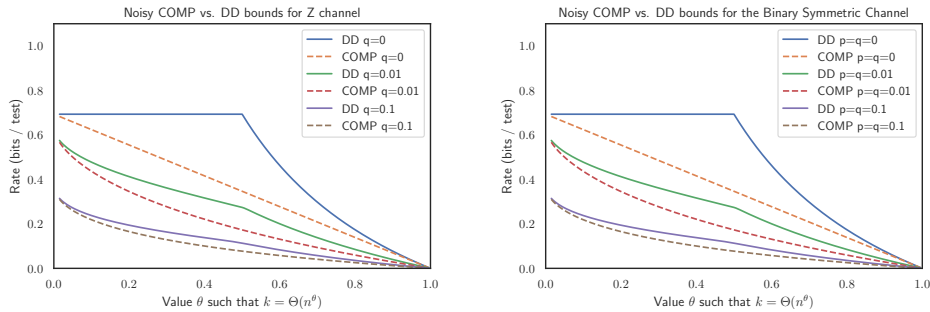 Noisy COMP vs. DD bounds for Z channel
1.0
0.8
0.6
0.4
0.2
0.0
Rate (bits / test)
DD q=0
COMP q=0
DD q=0.01
COMP q=0.01
DD q=0.1
COMP q=0.1
0.0 0.2 0.4 0.6 0.8 1.0
Value θ such that k = Θ(n^θ)
Noisy COMP vs. DD bounds for the Binary Symmetric Channel
1.0
0.8
0.6
0.4
0.2
0.0
Rate (bits / test)
DD p=q=0
COMP p=q=0
DD p=q=0.01
COMP p=q=0.01
DD p=q=0.1
COMP p=q=0.1
0.0 0.2 0.4 0.6 0.8 1.0
Value θ such that k = Θ(n^θ)